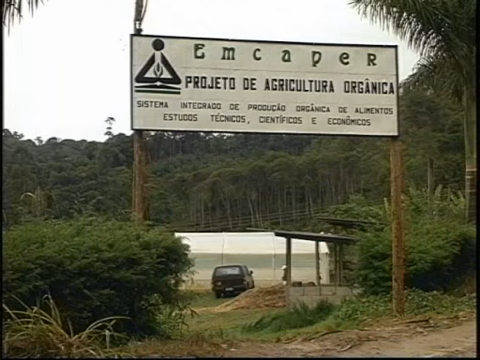 Emcaper
PROJETO DE AGRICULTURA ORGÂNICA
SISTEMA INTEGRADO DE PRODUÇÃO ORGÂNICA DE ALIMENTOS
ESTUDOS TÉCNICOS, CIENTÍFICOS E ECONÔMICOS